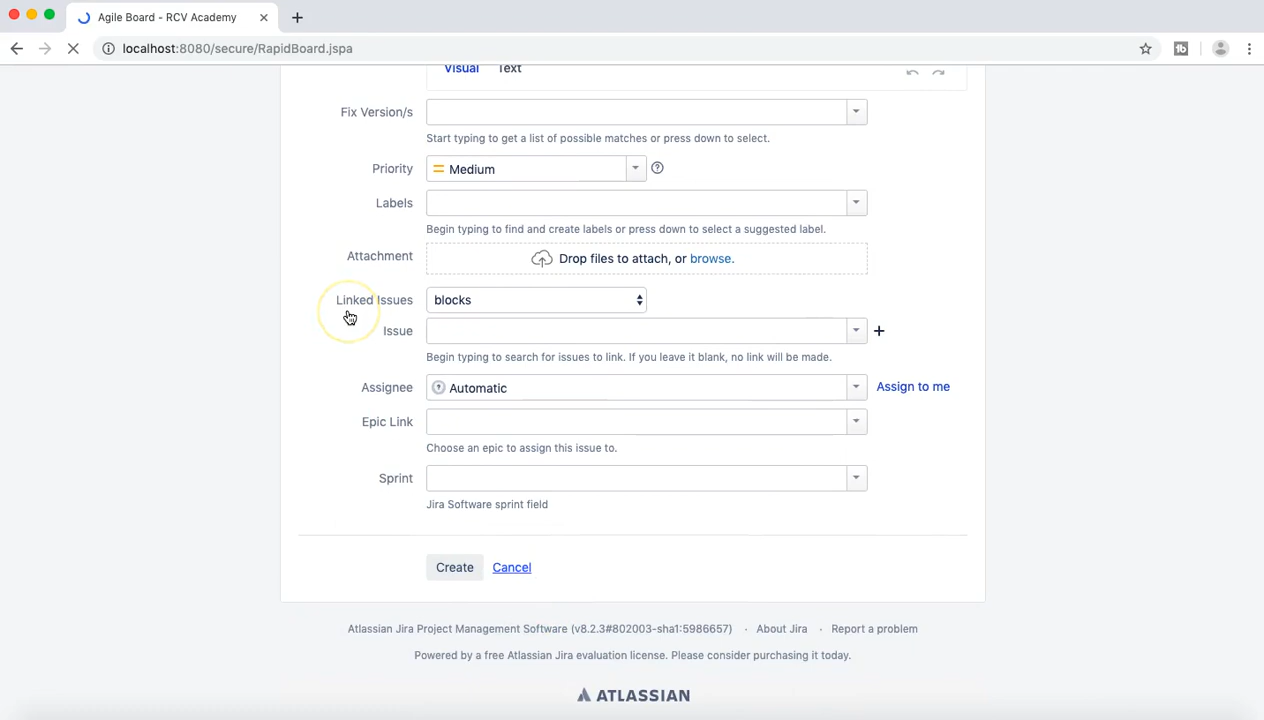 Agile Board - RCV Academy
localhost:8080/secure/RapidBoard.jspa
Visual Text
Fix Version/s
Start typing to get a list of possible matches or press down to select.
Priority Medium
Labels
Begin typing to find and create labels or press down to select a suggested label.
Attachment Drop files to attach, or browse.
Linked Issues blocks
Issue
Begin typing to search for issues to link. If you leave it blank, no link will be made.
Assignee Automatic Assign to me
Epic Link
Choose an epic to assign this issue to.
Sprint
Jira Software sprint field
Create Cancel
Atlassian Jira Project Management Software (v8.2.3#802003-sha1:5986657) · About Jira · Report a problem
Powered by a free Atlassian Jira evaluation license. Please consider purchasing it today.
ATLASSIAN